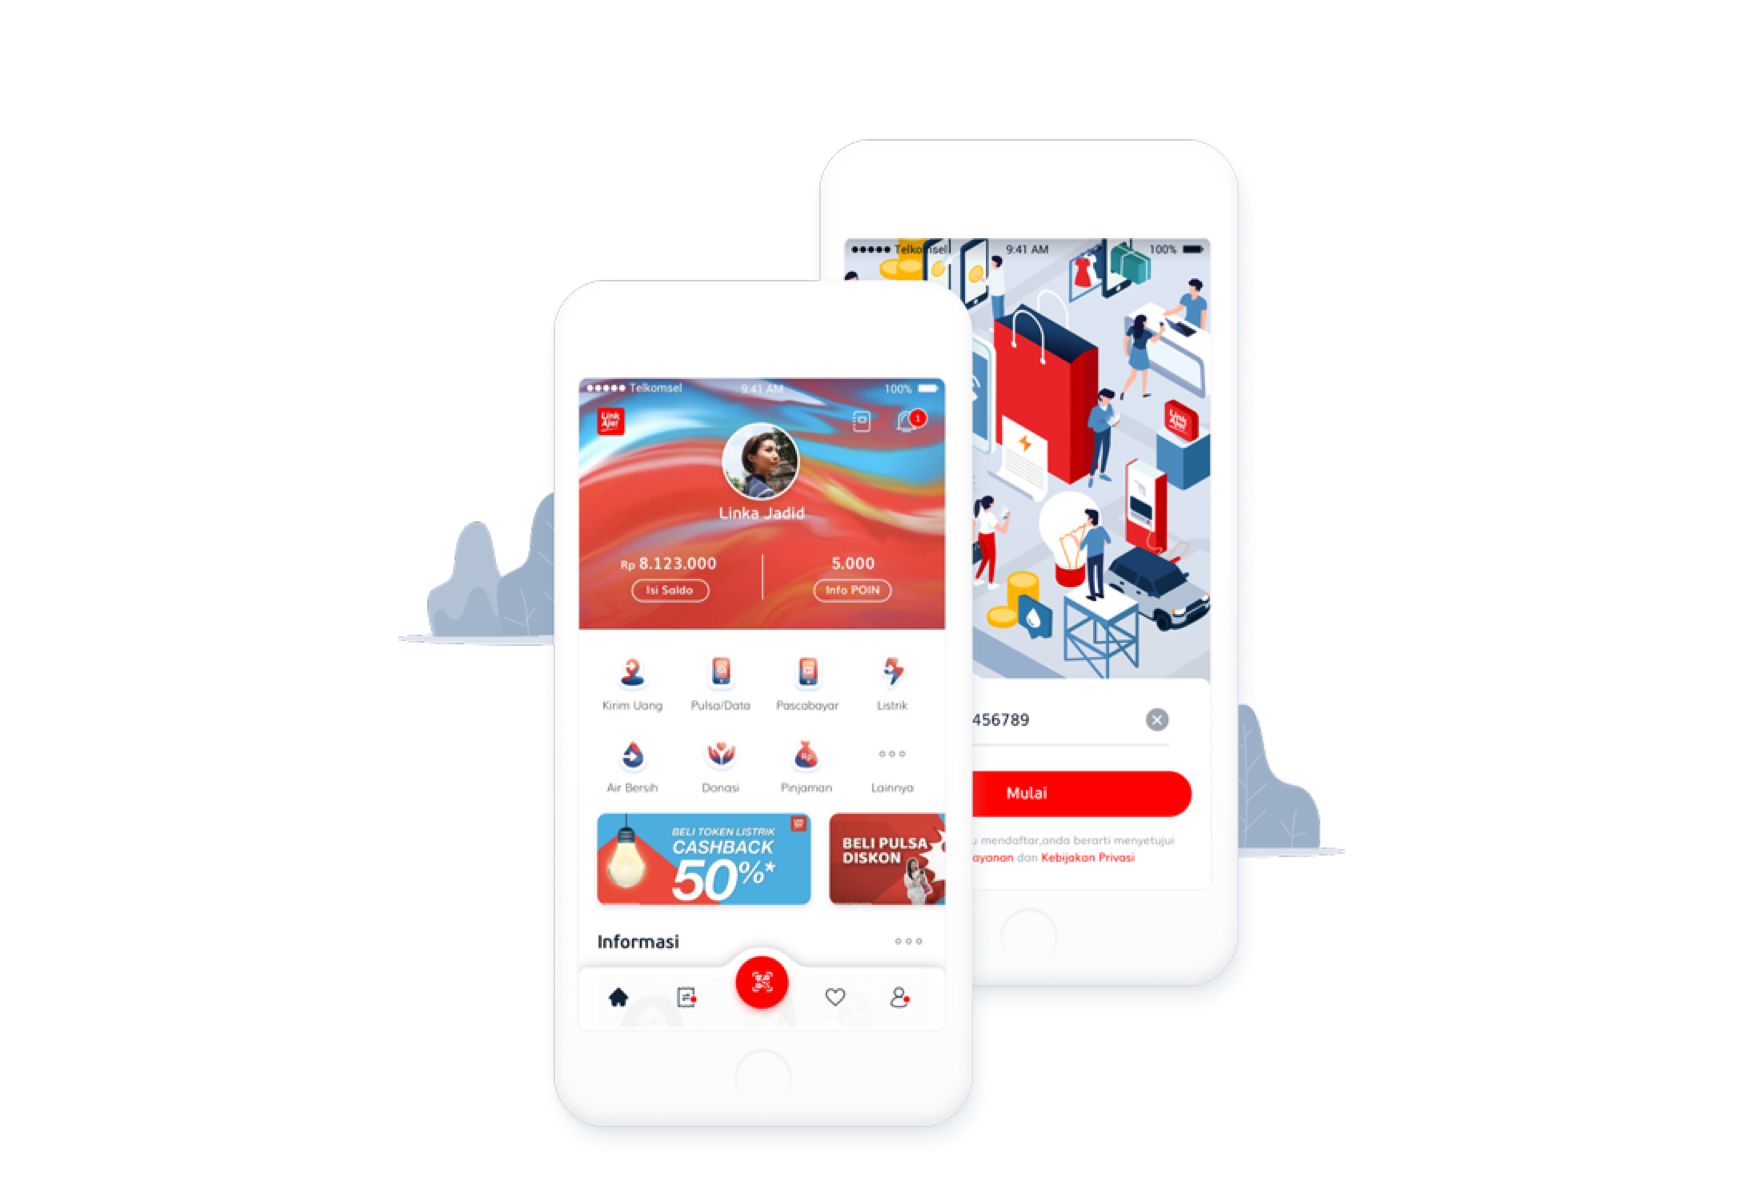 Telkomsel 9:41 AM 100%
Link
Aja!
1
Linka Jadid
Rp 8.123.000
Isi Saldo
5.000
Info POIN
Kirim Uang
Pulsa/Data
Pascabayar
Listrik
Air Bersih
Donasi
Pinjaman
Lainnya
BELI TOKEN LISTRIK
CASHBACK
50%*
BELI PULSA
DISKON
Informasi
Telkomsel 9:41 AM 100%
Link
Aja!
456789
Mulai
mendaftar,anda berarti menyetujui
ayanan dan Kebijakan Privasi